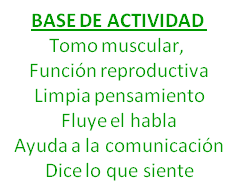 BASE DE ACTIVIDAD
Tomo muscular,
Función reproductiva
Limpia pensamiento
Fluye el habla
Ayuda a la comunicación
Dice lo que siente